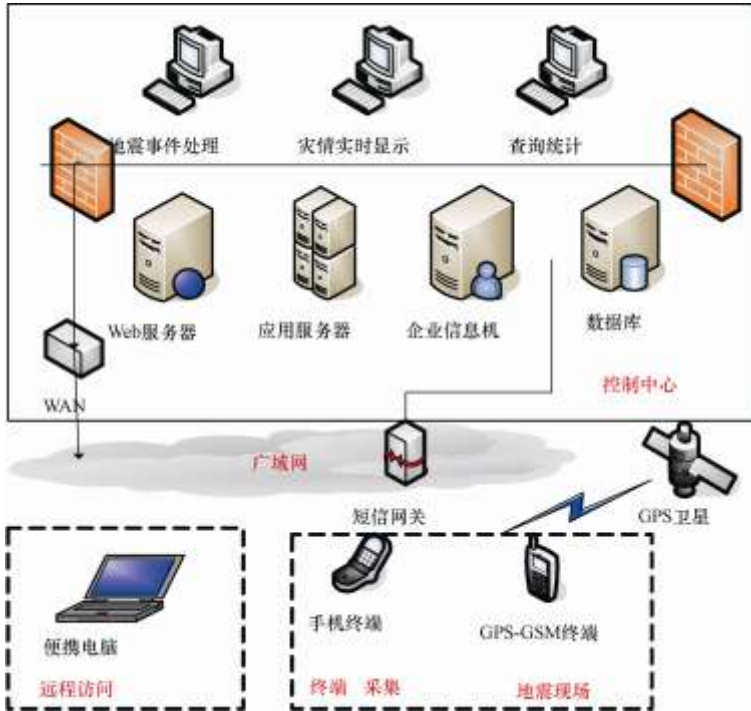 地震事件处理
灾情实时显示
查询统计
Web服务器
应用服务器
企业信息机
数据库
控制中心
WAN
广域网
短信网关
GPS卫星
手机终端
GPS-GSM终端
便携电脑
远程访问
终端 采集
地震现场